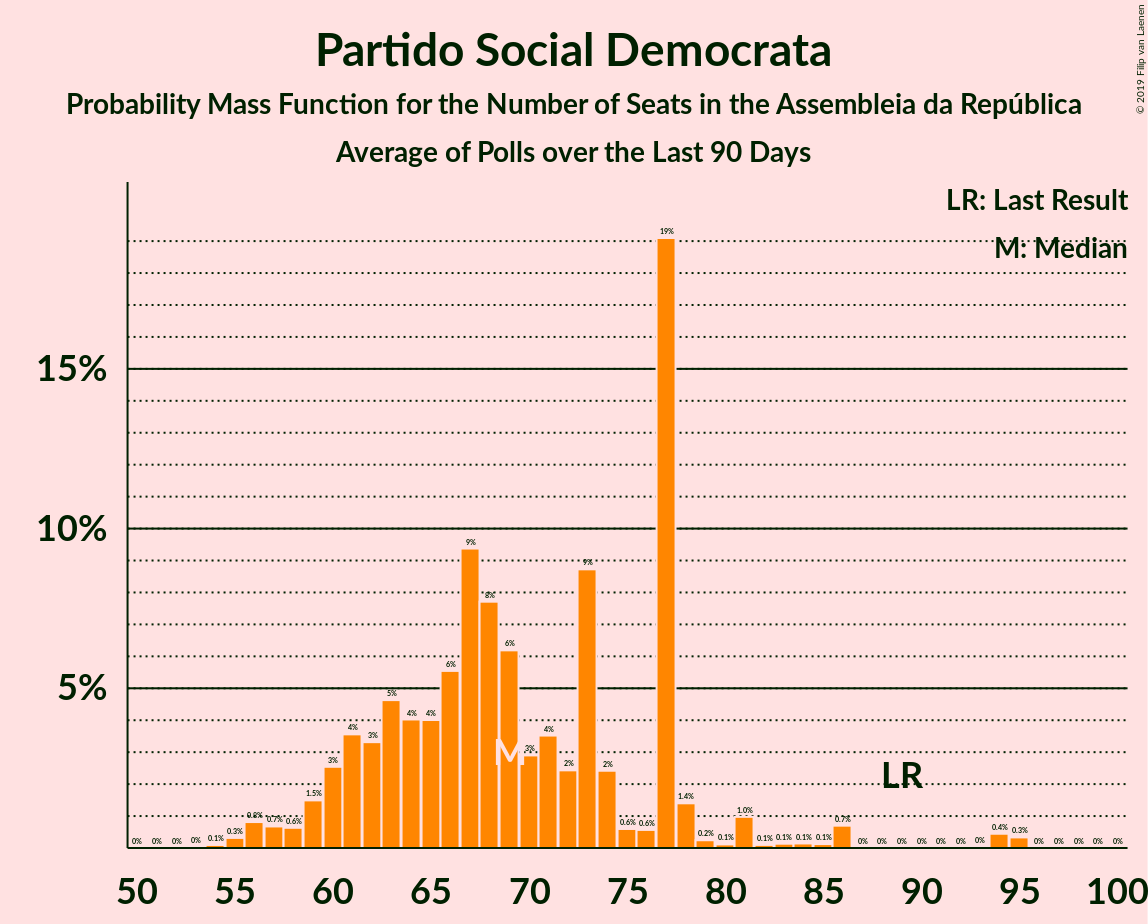 Partido Social Democrata
Probability Mass Function for the Number of Seats in the Assembleia da República
Average of Polls over the Last 90 Days
© 2019 Filip van Laenen
LR: Last Result
M: Median
15%
10%
5%
0% 0% 0% 0% 0.1% 0.3% 0.8% 0.7% 0.6% 1.5% 3% 4% 3% 5% 4% 4% 6% 9% 8% 6% 3% 4% 2% 9% 2% 0.6% 0.6% 19% 1.4% 0.2% 0.1% 1.0% 0.1% 0.1% 0.1% 0.1% 0.7% 0% 0% 0% 0% 0% 0% 0% 0.4% 0.3% 0% 0% 0% 0% 0%
M
LR
50 55 60 65 70 75 80 85 90 95 100